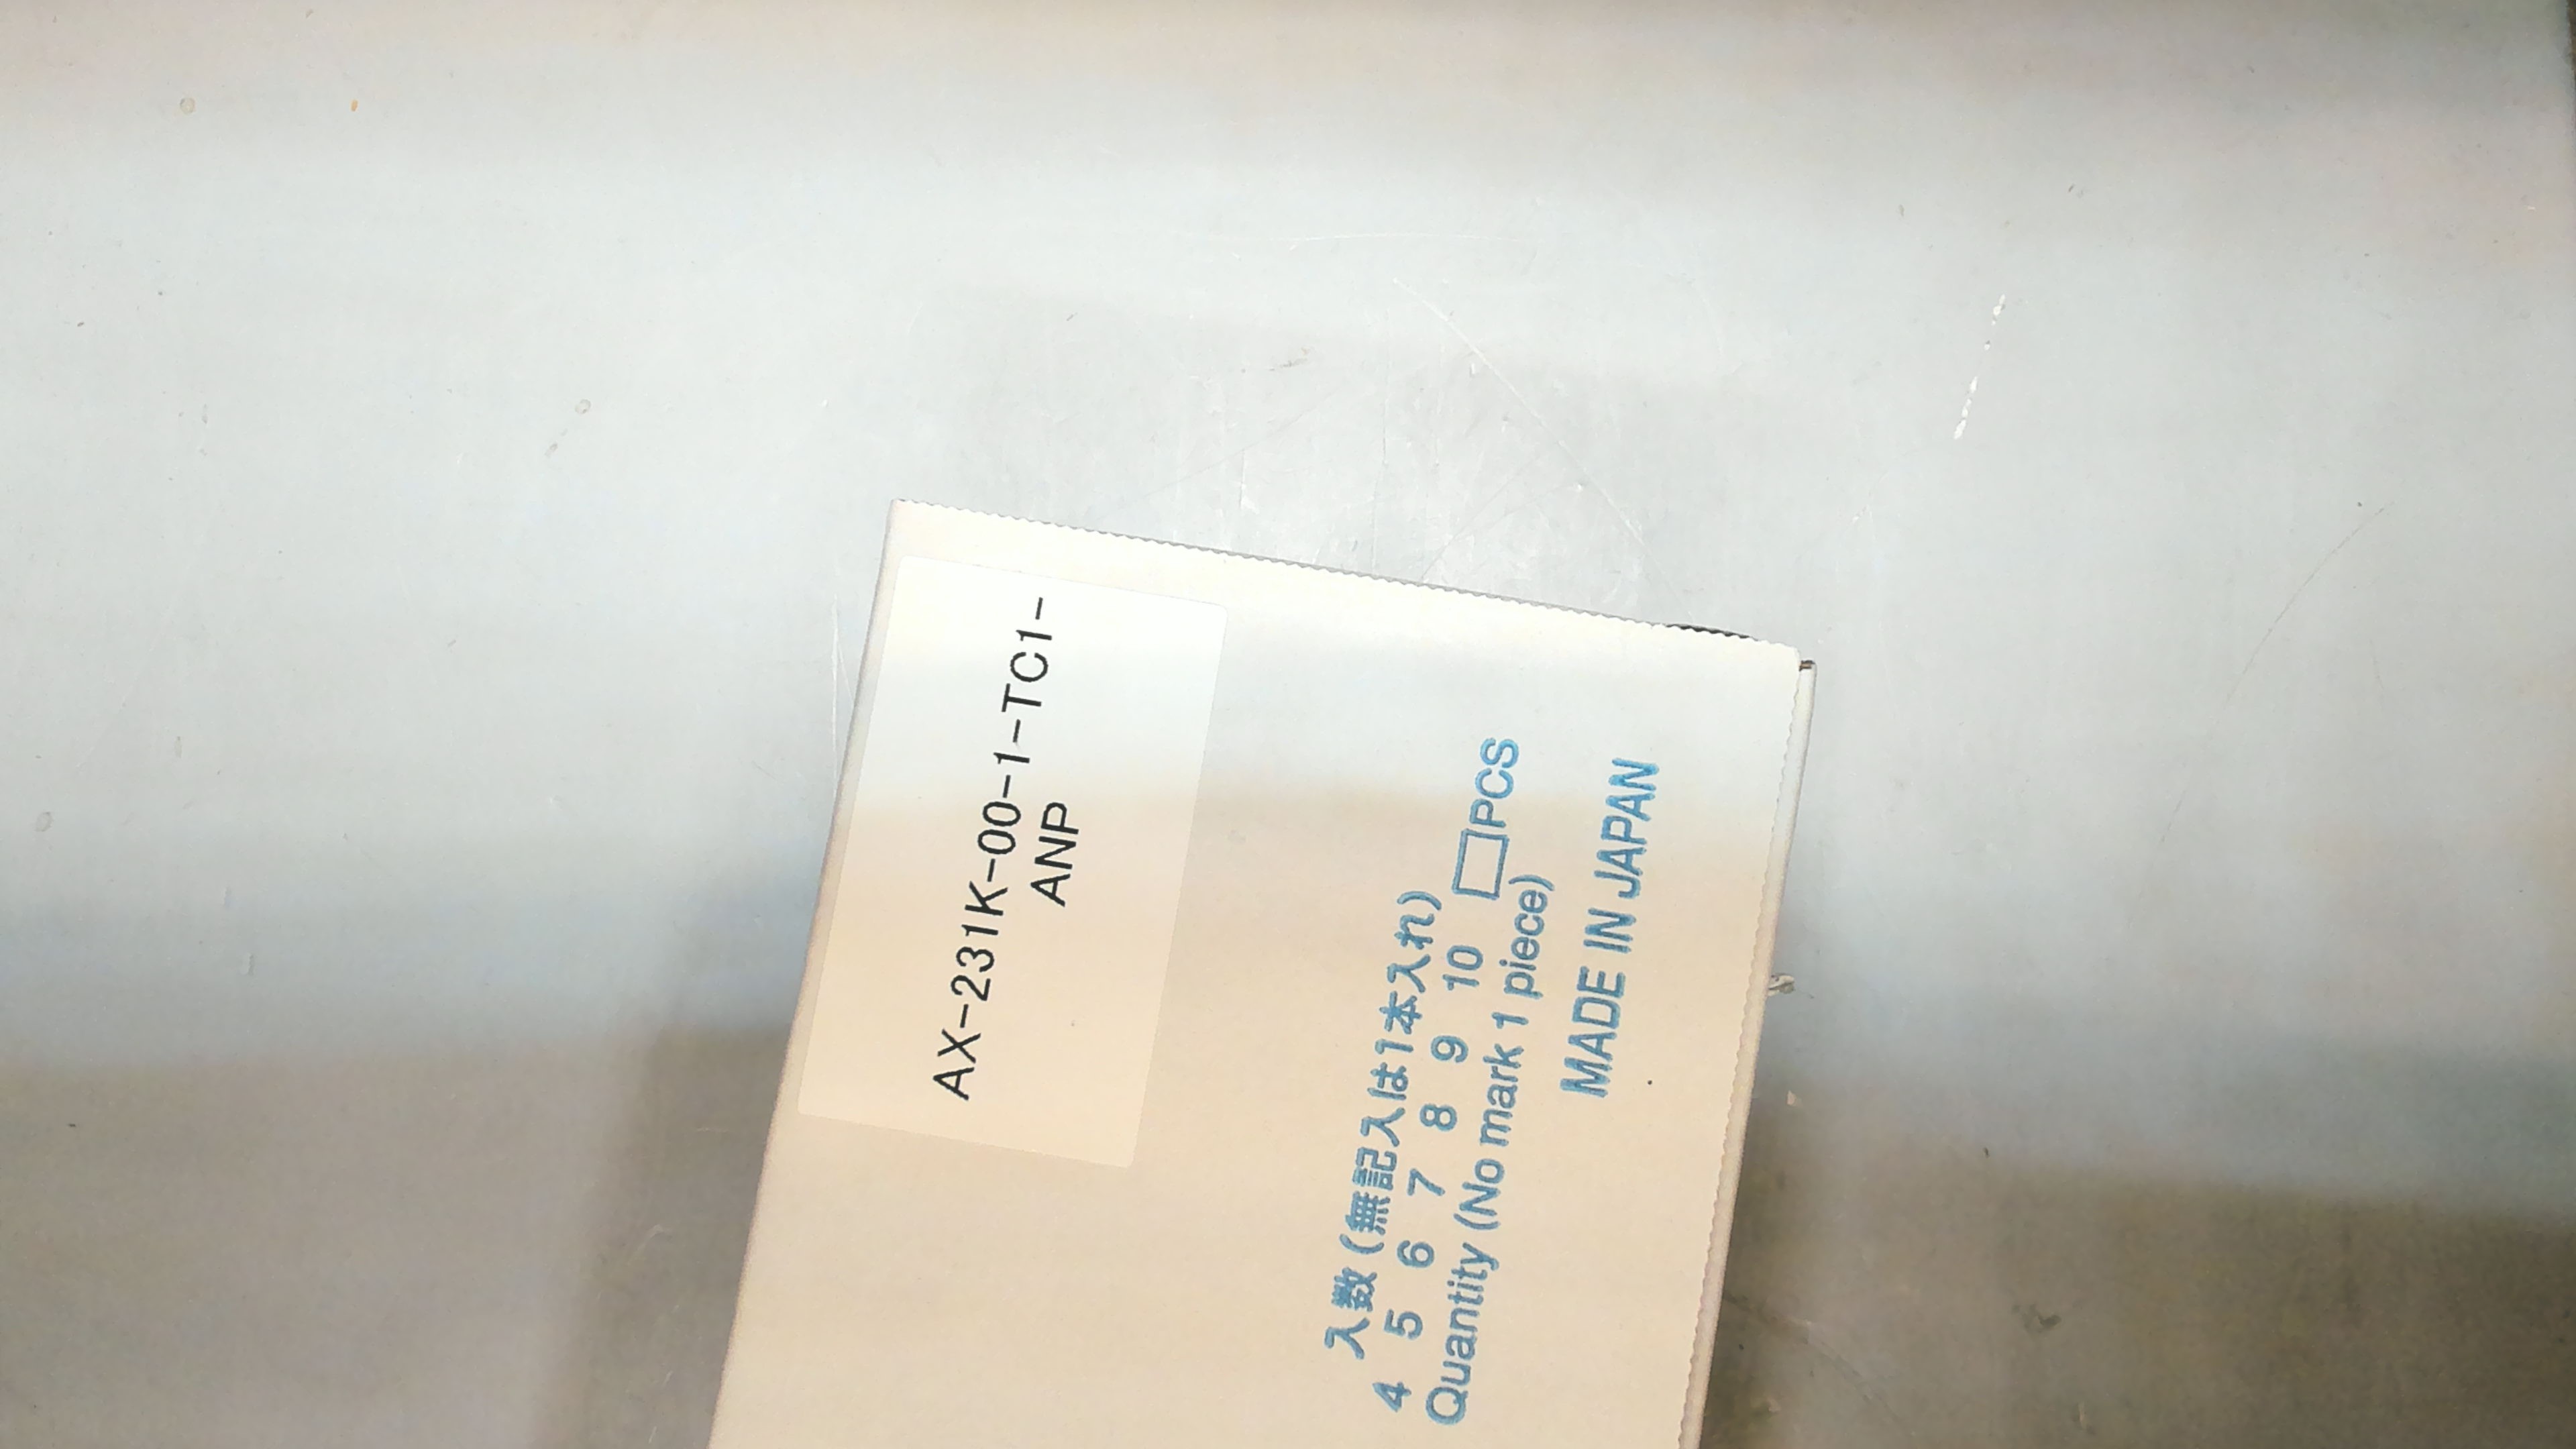 AX-231K-00-1-TC1-
ANP
入数(無記入は1本入れ)
4 5 6 7 8 9 10 □PCS
Quantity (No mark 1 piece)
MADE IN JAPAN